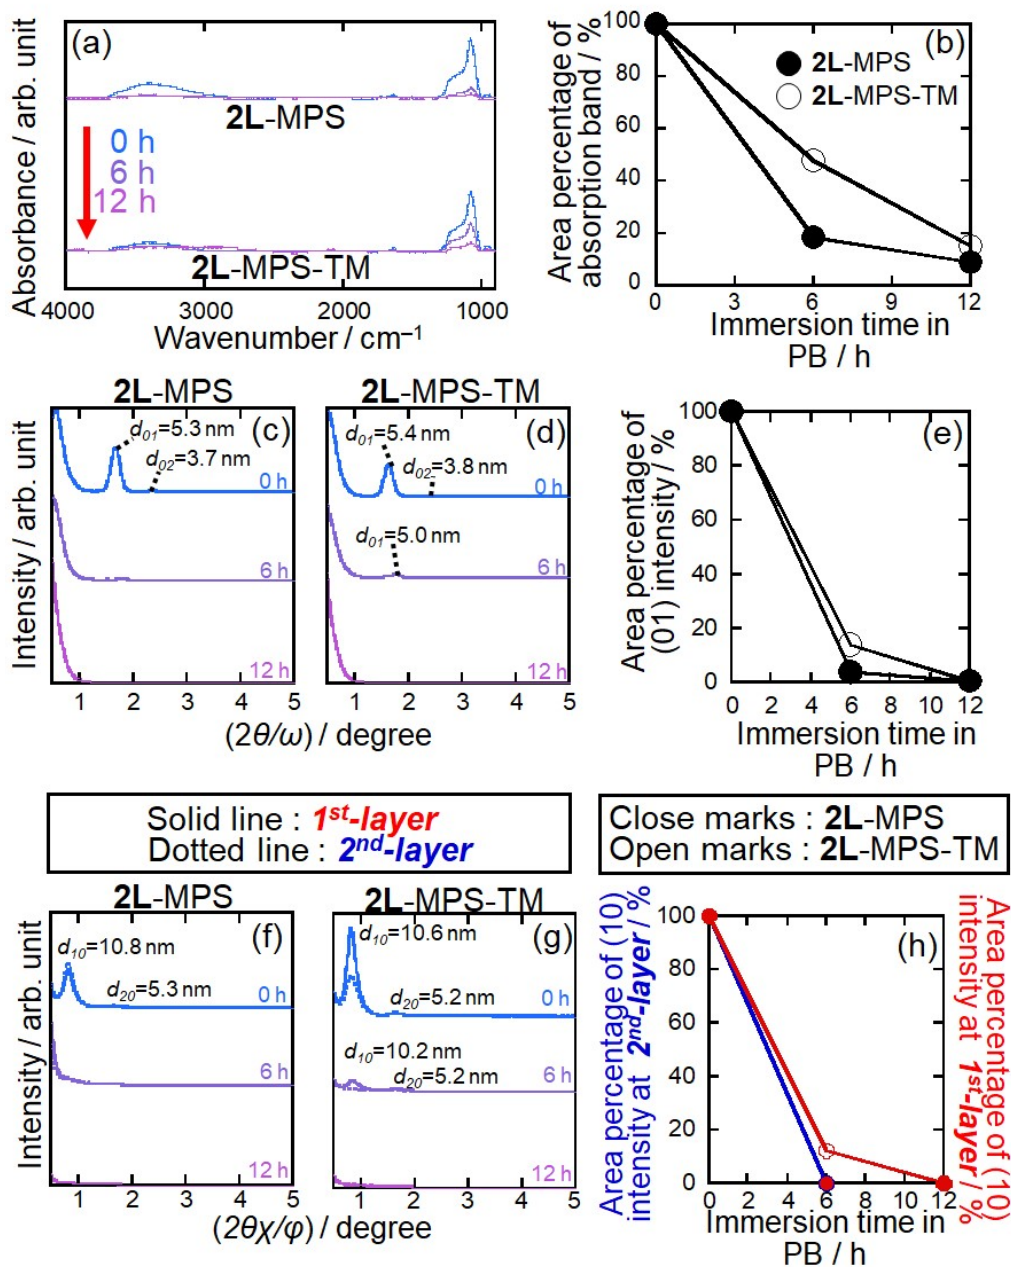 (a)
Absorbance / arb. unit
2L-MPS
0 h
6 h
12 h
2L-MPS-TM
4000
3000
2000
1000
Wavenumber / cm–1
(b)
Area percentage of
absorption band / %
100
80
60
40
20
0
2L-MPS
2L-MPS-TM
0
3
6
9
12
Immersion time in
PB / h
2L-MPS
(c)
Intensity / arb. unit
d01=5.3 nm
d02=3.7 nm
0 h
6 h
12 h
1
2
3
4
5
2L-MPS-TM
(d)
d01=5.4 nm
d02=3.8 nm
0 h
d01=5.0 nm
6 h
12 h
1
2
3
4
5
(2θ/ω) / degree
(e)
Area percentage of
(01) intensity / %
100
80
60
40
20
0
0
2
4
6
8
10
12
Immersion time in
PB / h
Solid line : 1st-layer
Dotted line : 2nd-layer
Close marks : 2L-MPS
Open marks : 2L-MPS-TM
2L-MPS
(f)
Intensity / arb. unit
d10=10.8 nm
d20=5.3 nm
0 h
6 h
12 h
1
2
3
4
5
2L-MPS-TM
(g)
d10=10.6 nm
d20=5.2 nm
0 h
d10=10.2 nm
d20=5.2 nm
6 h
12 h
1
2
3
4
5
(2θχ/φ) / degree
(h)
Area percentage of (10)
intensity at 2nd-layer / %
100
80
60
40
20
0
0
2
4
6
8
10
12
Immersion time in
PB / h
Area percentage of (10)
intensity at 1st-layer / %